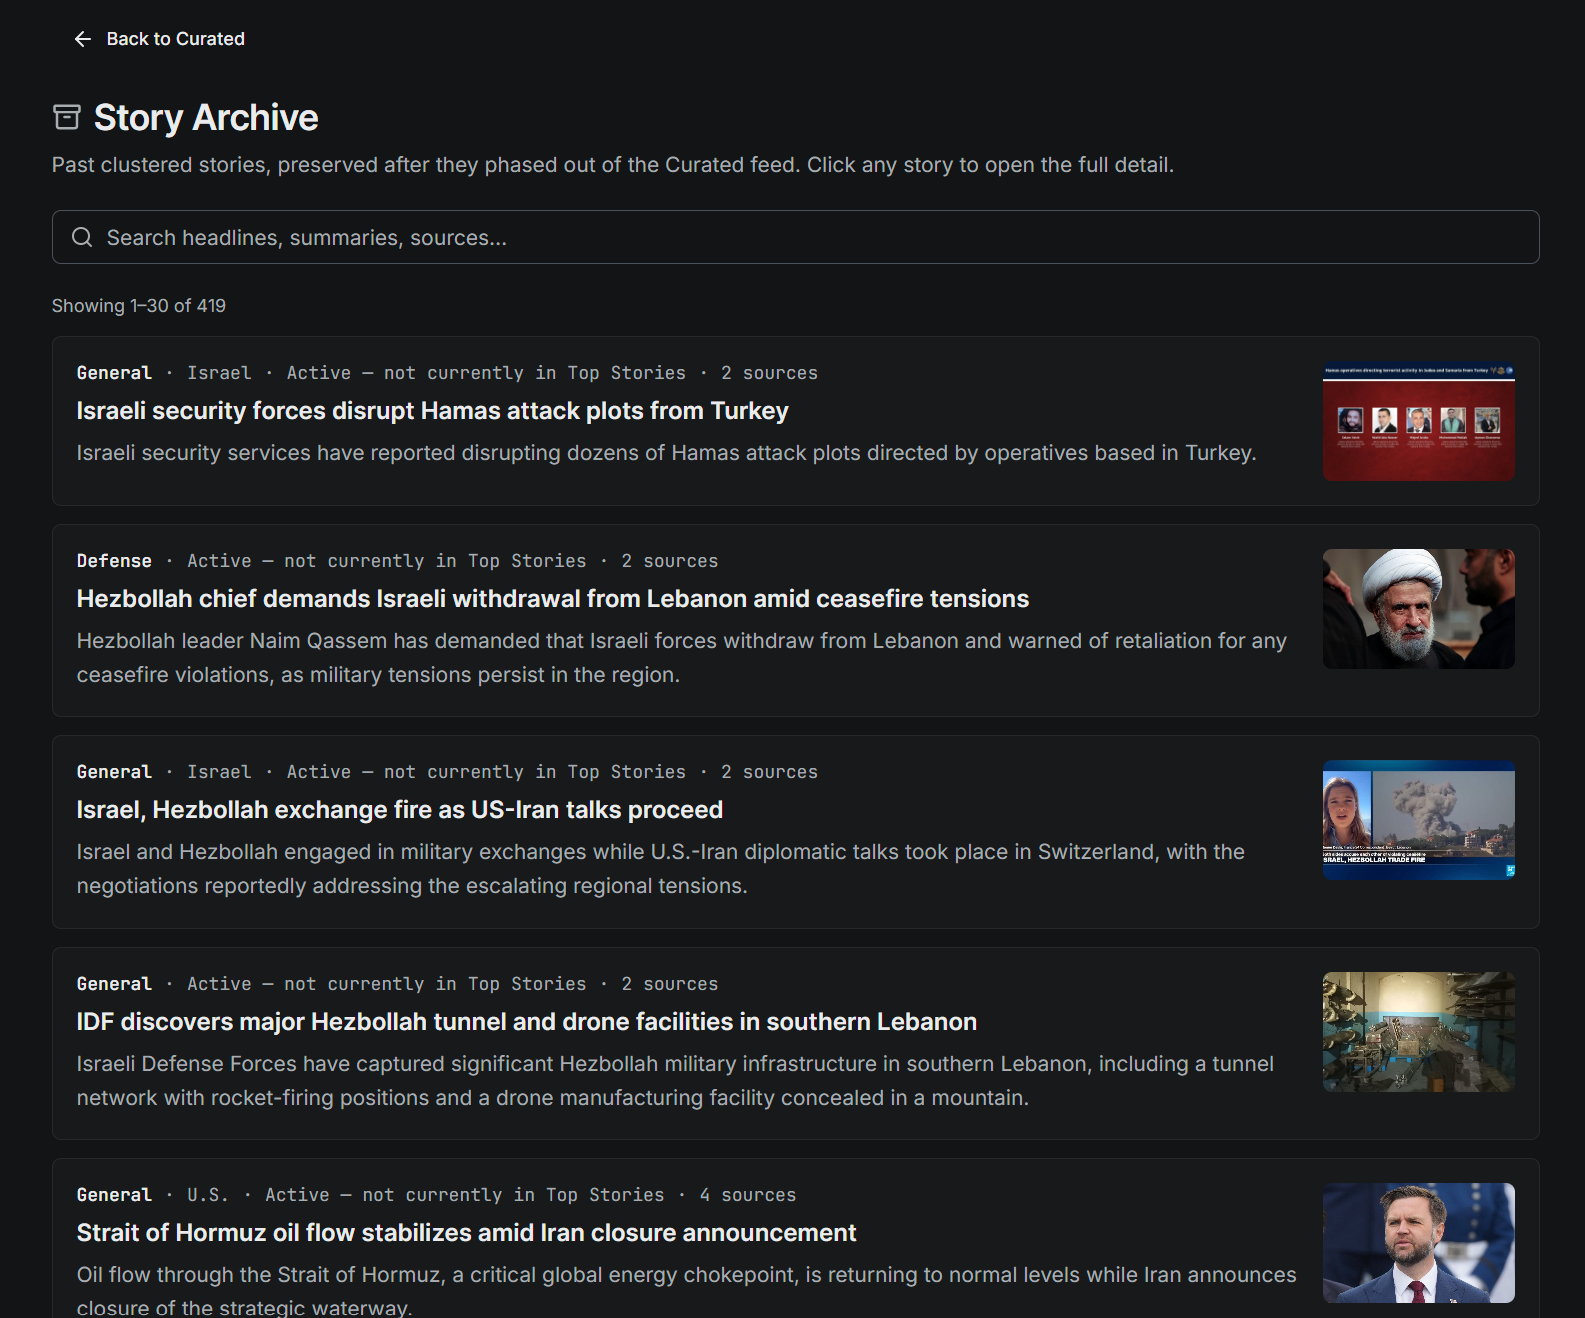 Back to Curated
Story Archive
Past clustered stories, preserved after they phased out of the Curated feed. Click any story to open the full detail.
Search headlines, summaries, sources...
Showing 1–30 of 419
General · Israel · Active — not currently in Top Stories · 2 sources
Israeli security forces disrupt Hamas attack plots from Turkey
Israeli security services have reported disrupting dozens of Hamas attack plots directed by operatives based in Turkey.
Hamas operatives directing terrorist activity in Judea and Samaria from Turkey
Defense · Active — not currently in Top Stories · 2 sources
Hezbollah chief demands Israeli withdrawal from Lebanon amid ceasefire tensions
Hezbollah leader Naim Qassem has demanded that Israeli forces withdraw from Lebanon and warned of retaliation for any
ceasefire violations, as military tensions persist in the region.
General · Israel · Active — not currently in Top Stories · 2 sources
Israel, Hezbollah exchange fire as US-Iran talks proceed
Israel and Hezbollah engaged in military exchanges while U.S.-Iran diplomatic talks took place in Switzerland, with the
negotiations reportedly addressing the escalating regional tensions.
ISRAEL, HEZBOLLAH TRADE FIRE
General · Active — not currently in Top Stories · 2 sources
IDF discovers major Hezbollah tunnel and drone facilities in southern Lebanon
Israeli Defense Forces have captured significant Hezbollah military infrastructure in southern Lebanon, including a tunnel
network with rocket-firing positions and a drone manufacturing facility concealed in a mountain.
General · U.S. · Active — not currently in Top Stories · 4 sources
Strait of Hormuz oil flow stabilizes amid Iran closure announcement
Oil flow through the Strait of Hormuz, a critical global energy chokepoint, is returning to normal levels while Iran announces
closure of the strategic waterway.